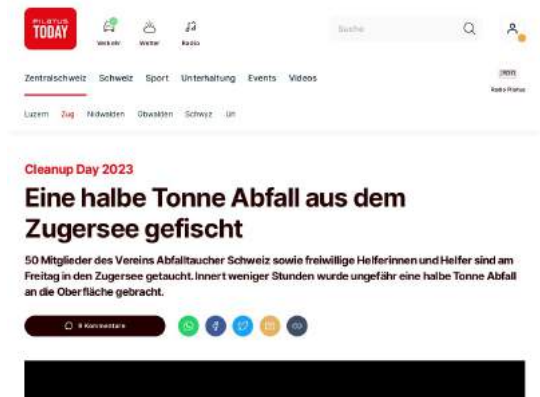 PILATUS
TODAY
Verkehr Wetter Radio
Suche
Zentralschweiz Schweiz Sport Unterhaltung Events Videos
Radio Pilatus
Luzern Zug Nidwalden Obwalden Schwyz Uri
Cleanup Day 2023
Eine halbe Tonne Abfall aus dem
Zugersee gefischt
50 Mitglieder des Vereins Abfalltaucher Schweiz sowie freiwillige Helferinnen und Helfer sind am
Freitag in den Zugersee getaucht. Innert weniger Stunden wurde ungefähr eine halbe Tonne Abfall
an die Oberfläche gebracht.
Kommentare